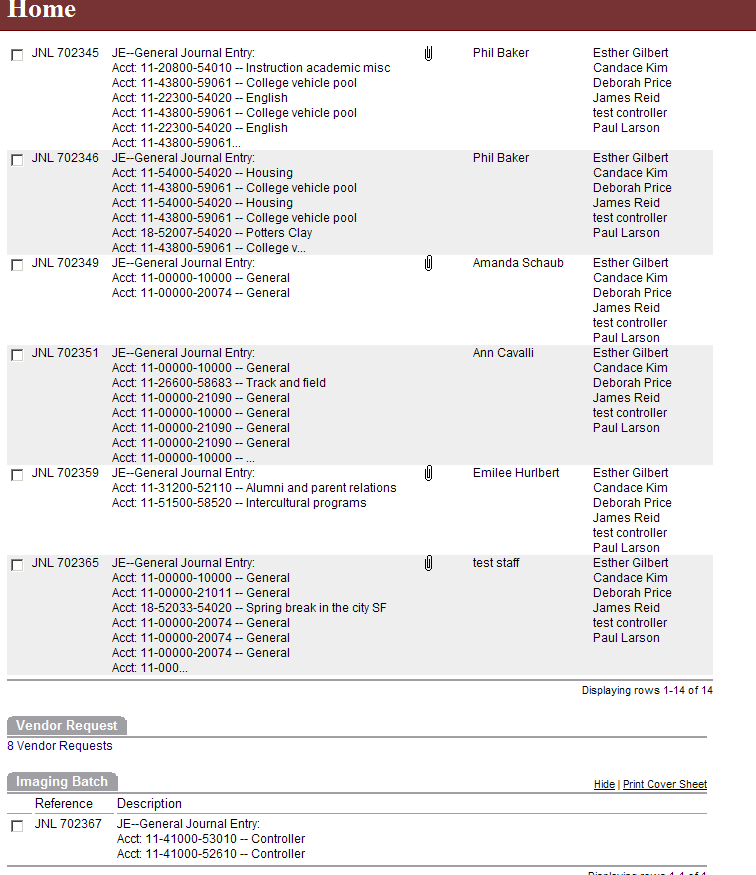 Home
JNL 702345 JE--General Journal Entry: Phil Baker Esther Gilbert
Acct: 11-20800-54010 -- Instruction academic misc Candace Kim
Acct: 11-43800-59061 -- College vehicle pool Deborah Price
Acct: 11-22300-54020 -- English James Reid
Acct: 11-43800-59061 -- College vehicle pool test controller
Acct: 11-22300-54020 -- English Paul Larson
Acct: 11-43800-59061...
JNL 702346 JE--General Journal Entry: Phil Baker Esther Gilbert
Acct: 11-54000-54020 -- Housing Candace Kim
Acct: 11-43800-59061 -- College vehicle pool Deborah Price
Acct: 11-54000-54020 -- Housing James Reid
Acct: 11-43800-59061 -- College vehicle pool test controller
Acct: 18-52007-54020 -- Potters Clay Paul Larson
Acct: 11-43800-59061 -- College v...
JNL 702349 JE--General Journal Entry: Amanda Schaub Esther Gilbert
Acct: 11-00000-10000 -- General Candace Kim
Acct: 11-00000-20074 -- General Deborah Price
James Reid
test controller
Paul Larson
JNL 702351 JE--General Journal Entry: Ann Cavalli Esther Gilbert
Acct: 11-00000-10000 -- General Candace Kim
Acct: 11-26600-58683 -- Track and field Deborah Price
Acct: 11-00000-21090 -- General James Reid
Acct: 11-00000-10000 -- General test controller
Acct: 11-00000-21090 -- General Paul Larson
Acct: 11-00000-21090 -- General
Acct: 11-00000-10000 -- ...
JNL 702359 JE--General Journal Entry: Emilee Hurlbert Esther Gilbert
Acct: 11-31200-52110 -- Alumni and parent relations Candace Kim
Acct: 11-51500-58520 -- Intercultural programs Deborah Price
James Reid
test controller
Paul Larson
JNL 702365 JE--General Journal Entry: test staff Esther Gilbert
Acct: 11-00000-10000 -- General Candace Kim
Acct: 11-00000-21011 -- General Deborah Price
Acct: 18-52033-54020 -- Spring break in the city SF James Reid
Acct: 11-00000-20074 -- General test controller
Acct: 11-00000-20074 -- General Paul Larson
Acct: 11-00000-20074 -- General
Acct: 11-000...
Displaying rows 1-14 of 14
Vendor Request
8 Vendor Requests
Imaging Batch Hide | Print Cover Sheet
Reference Description
JNL 702367 JE--General Journal Entry:
Acct: 11-41000-53010 -- Controller
Acct: 11-41000-52610 -- Controller
Displaying rows 1-1 of 1